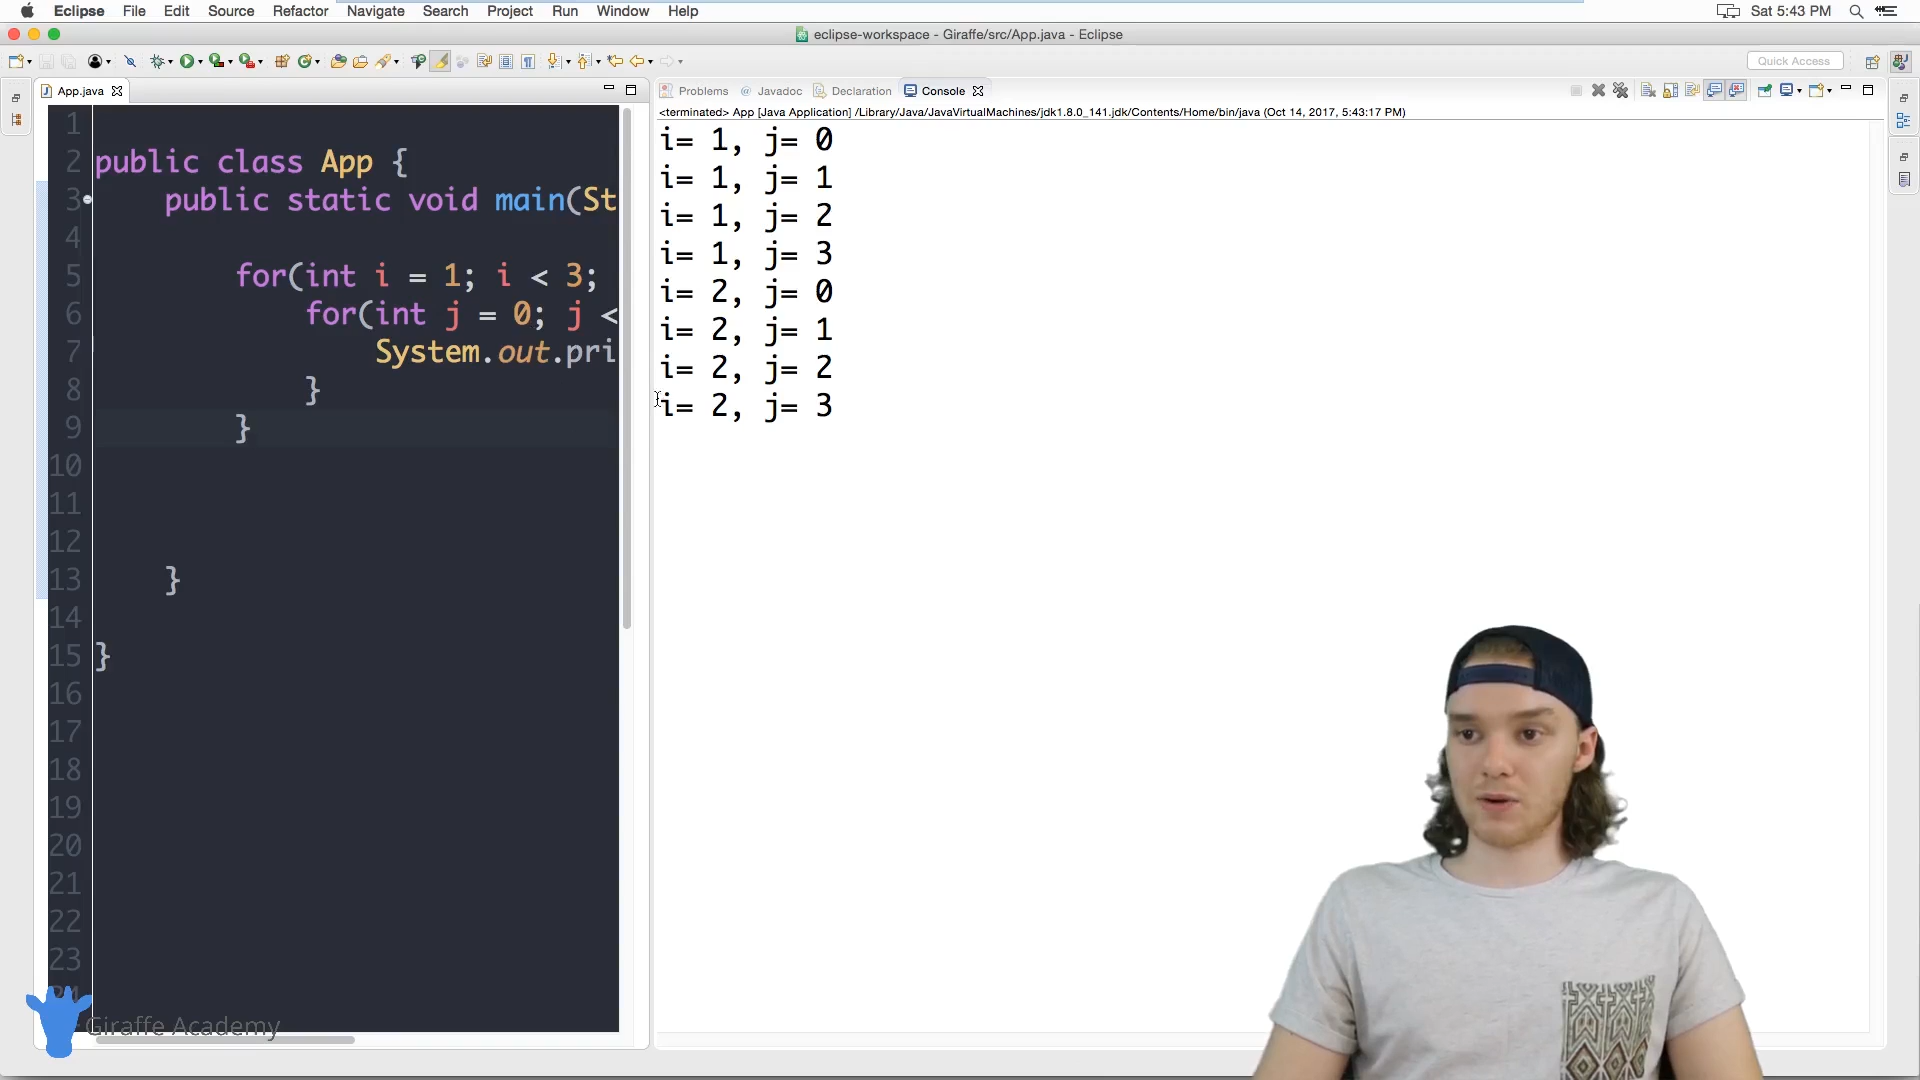 Eclipse File Edit Source Refactor Navigate Search Project Run Window Help Sat 5:43 PM
eclipse-workspace - Giraffe/src/App.java - Eclipse
Quick Access
App.java
Problems Javadoc Declaration Console
<terminated> App [Java Application] /Library/Java/JavaVirtualMachines/jdk1.8.0_141.jdk/Contents/Home/bin/java (Oct 14, 2017, 5:43:17 PM)
1
2 public class App {
3 public static void main(St
4
5 for(int i = 1; i < 3;
6 for(int j = 0; j <
7 System.out.pri
8 }
9 }
10
11
12
13 }
14
15 }
16
17
18
19
20
21
22
23
24
i= 1, j= 0
i= 1, j= 1
i= 1, j= 2
i= 1, j= 3
i= 2, j= 0
i= 2, j= 1
i= 2, j= 2
i= 2, j= 3
Giraffe Academy